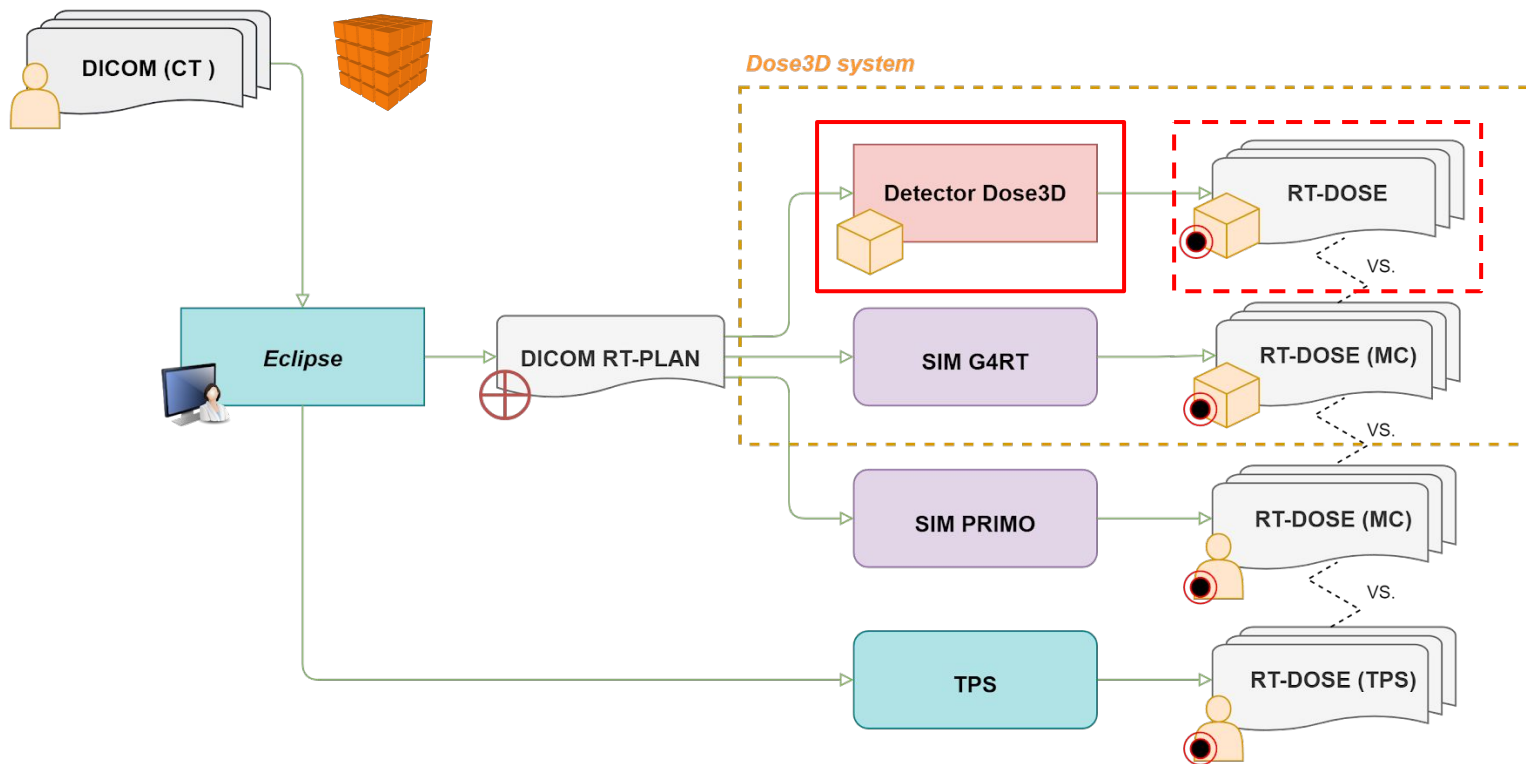 DICOM (CT )
Dose3D system
Detector Dose3D
RT-DOSE
VS.
Eclipse
DICOM RT-PLAN
SIM G4RT
RT-DOSE (MC)
VS.
SIM PRIMO
RT-DOSE (MC)
VS.
TPS
RT-DOSE (TPS)